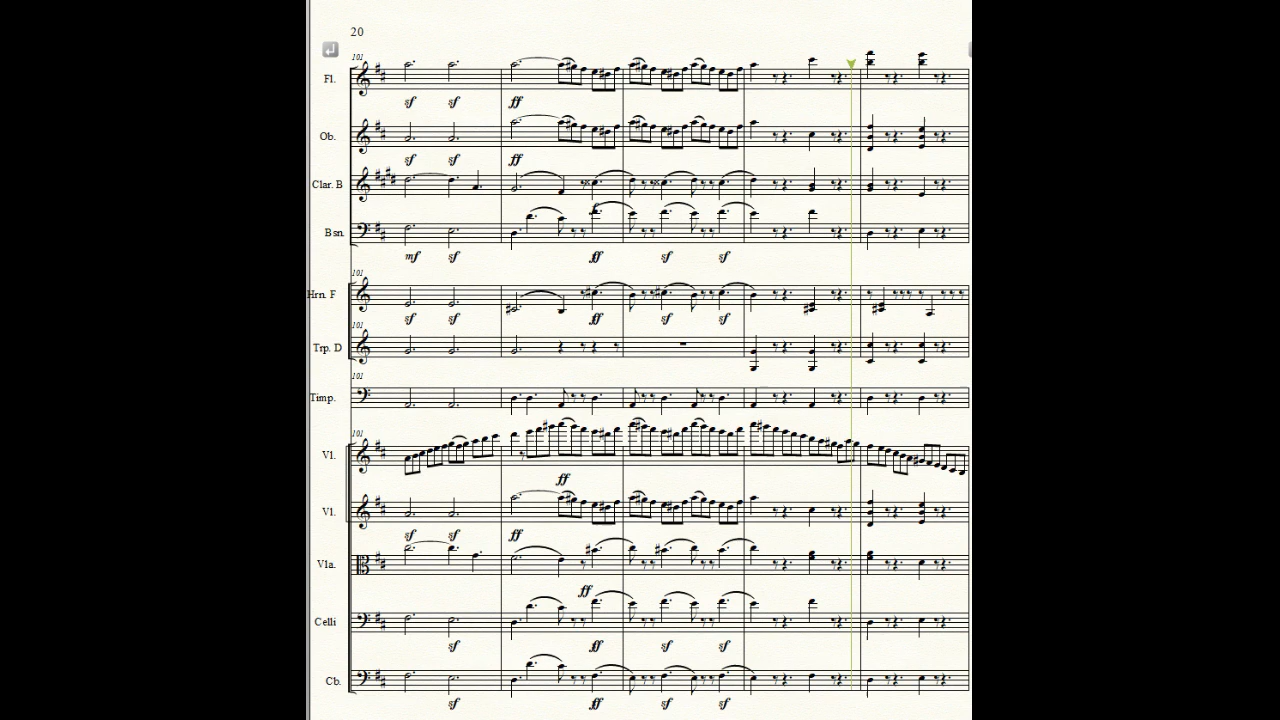 20
101
Fl.
sf sf ff
Ob.
sf sf ff
Clar. B
Bsn.
mf sf ff sf sf
101
Hrn. F
sf sf ff sf sf
101
Trp. D
101
Timp.
101
Vl.
ff
Vl.
sf sf ff
Vla.
ff
Celli
sf ff sf sf
Cb.
sf ff sf sf